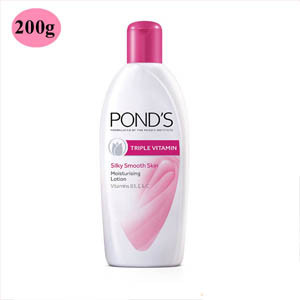 200g
POND'S
FORMULATED BY THE POND'S INSTITUTE
TRIPLE VITAMIN
Silky Smooth Skin
Moisturising
Lotion
Vitamins B3, E & C